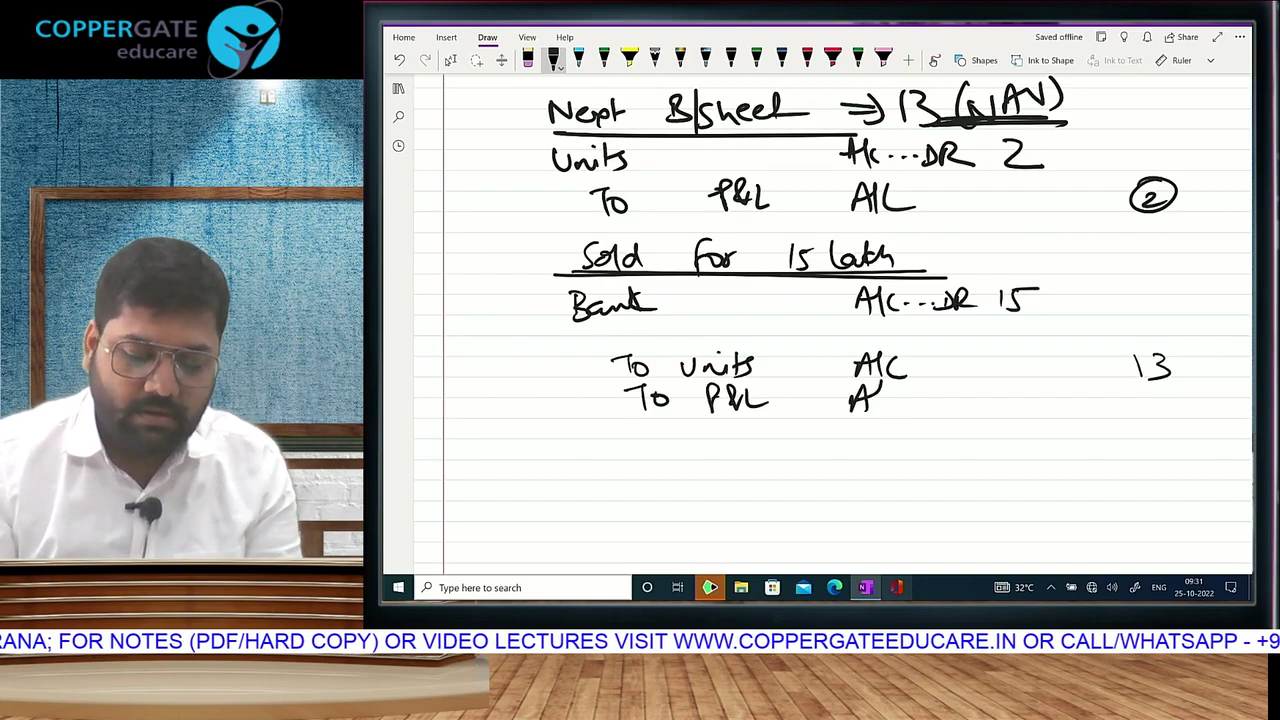 COPPERGATE
educare
Home Insert Draw View Help
Saved offline Share
Shapes Ink to Shape Ink to Text Ruler
Next B/sheet ⇒ 13 (NAV)
Units A/c...DR 2
To P&L A/C 2
Sold for 15 lakh
Bank A/c...DR 15
To Units A/C 13
To P&L A/
Type here to search
32°C ENG 09:31
25-10-2022
RANA; FOR NOTES (PDF/HARD COPY) OR VIDEO LECTURES VISIT WWW.COPPERGATEEDUCARE.IN OR CALL/WHATSAPP - +9